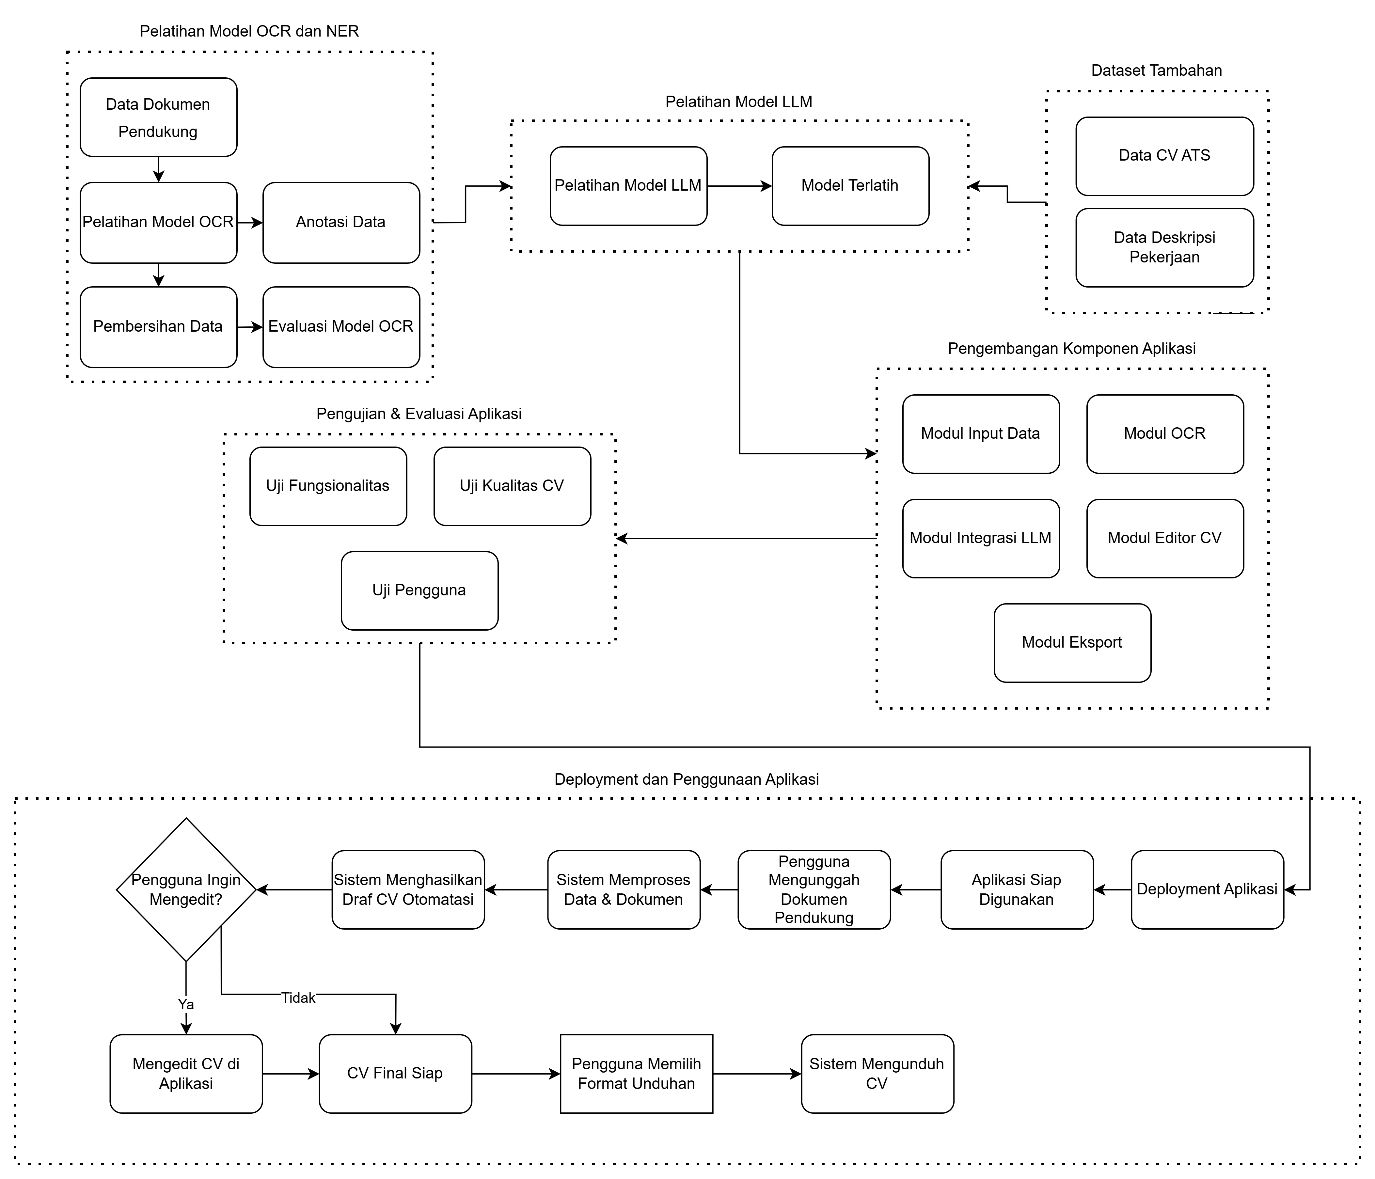 Pelatihan Model OCR dan NER
Data Dokumen
Pendukung
Pelatihan Model OCR
Anotasi Data
Pembersihan Data
Evaluasi Model OCR
Pelatihan Model LLM
Pelatihan Model LLM
Model Terlatih
Dataset Tambahan
Data CV ATS
Data Deskripsi
Pekerjaan
Pengembangan Komponen Aplikasi
Modul Input Data
Modul OCR
Modul Integrasi LLM
Modul Editor CV
Modul Eksport
Pengujian & Evaluasi Aplikasi
Uji Fungsionalitas
Uji Kualitas CV
Uji Pengguna
Deployment dan Penggunaan Aplikasi
Deployment Aplikasi
Aplikasi Siap
Digunakan
Pengguna
Mengunggah
Dokumen
Pendukung
Sistem Memproses
Data & Dokumen
Sistem Menghasilkan
Draf CV Otomatasi
Pengguna Ingin
Mengedit?
Ya
Tidak
Mengedit CV di
Aplikasi
CV Final Siap
Pengguna Memilih
Format Unduhan
Sistem Mengunduh
CV